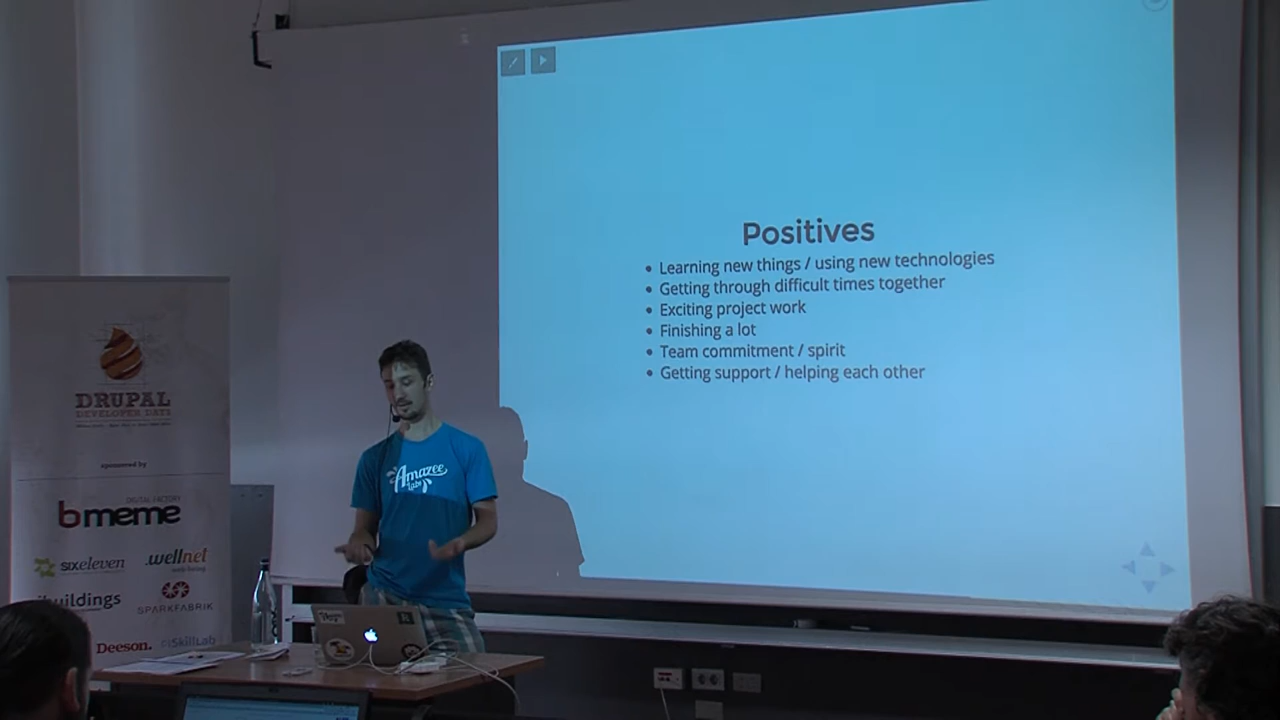 Positives
• Learning new things / using new technologies
• Getting through difficult times together
• Exciting project work
• Finishing a lot
• Team commitment / spirit
• Getting support / helping each other
DRUPAL
DEVELOPER DAYS
sponsored by
DIGITAL FACTORY
bmeme
sixeleven
.wellnet
ibuildings
SPARKFABRIK
Deeson.
SkillLab
Amazee
Labs